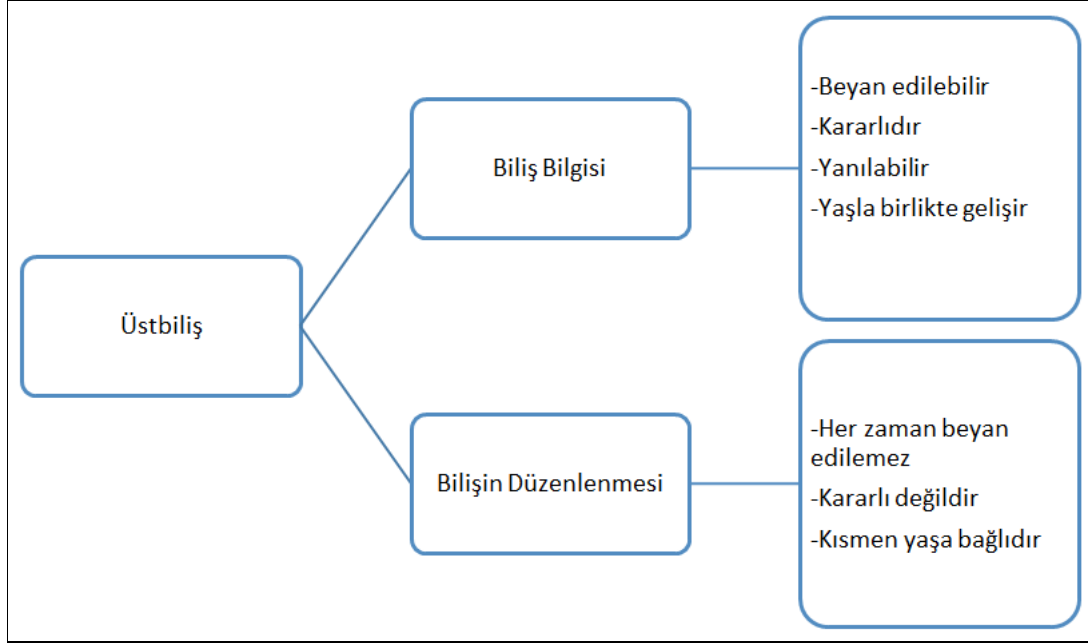 Üstbiliş
Biliş Bilgisi
-Beyan edilebilir
-Kararlıdır
-Yanılabilir
-Yaşla birlikte gelişir
Bilişin Düzenlenmesi
-Her zaman beyan
edilemez
-Kararlı değildir
-Kısmen yaşa bağlıdır